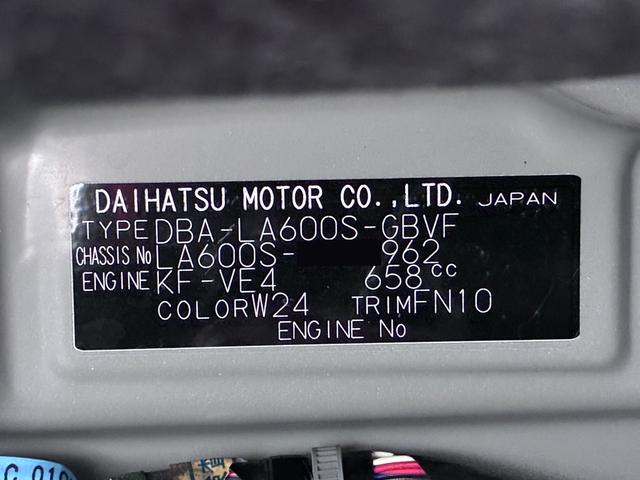 DAIHATSU MOTOR CO.,LTD. JAPAN
TYPE DBA-LA600S-GBVF
CHASSIS No LA600S- 962
ENGINE KF-VE4 658cc
COLOR W24 TRIM FN10
ENGINE No